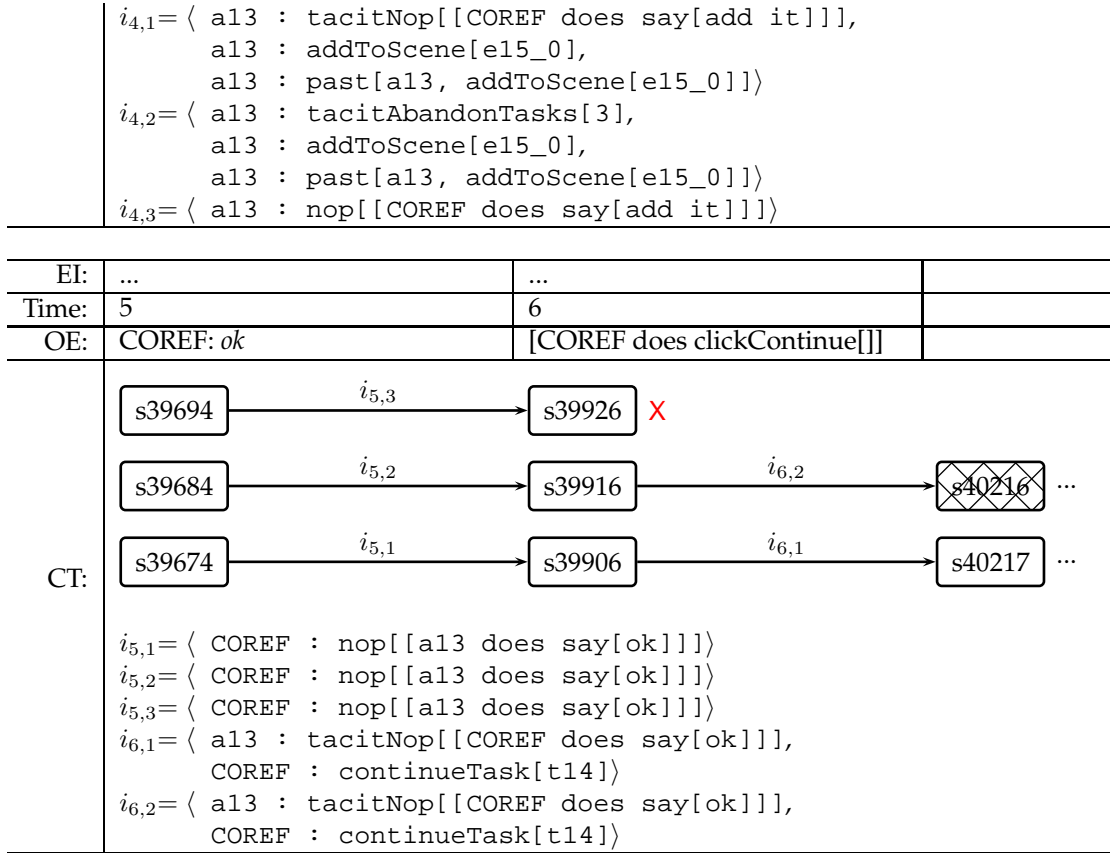 i4,1=⟨ a13 : tacitNop[[COREF does say[add it]]],
a13 : addToScene[e15_0],
a13 : past[a13, addToScene[e15_0]]⟩
i4,2=⟨ a13 : tacitAbandonTasks[3],
a13 : addToScene[e15_0],
a13 : past[a13, addToScene[e15_0]]⟩
i4,3=⟨ a13 : nop[[COREF does say[add it]]]⟩
EI: ... ...
Time: 5 6
OE: COREF: ok [COREF does clickContinue[]]
s39694 i5,3 s39926 X
s39684 i5,2 s39916 i6,2 s40216 ...
s39674 i5,1 s39906 i6,1 s40217 ...
CT:
i5,1=⟨ COREF : nop[[a13 does say[ok]]]⟩
i5,2=⟨ COREF : nop[[a13 does say[ok]]]⟩
i5,3=⟨ COREF : nop[[a13 does say[ok]]]⟩
i6,1=⟨ a13 : tacitNop[[COREF does say[ok]]],
COREF : continueTask[t14]⟩
i6,2=⟨ a13 : tacitNop[[COREF does say[ok]]],
COREF : continueTask[t14]⟩